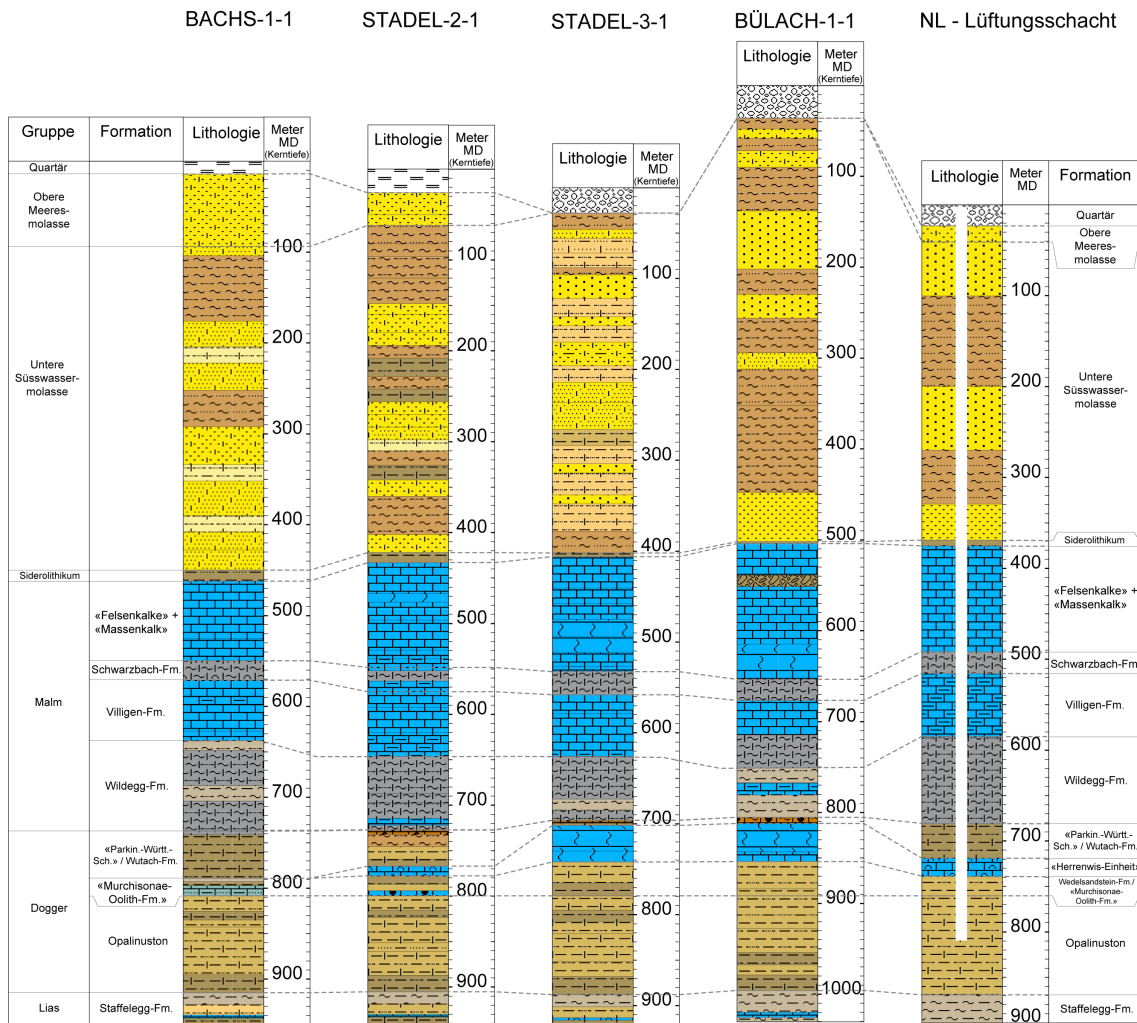 BACHS-1-1
STADEL-2-1
STADEL-3-1
BÜLACH-1-1
NL - Lüftungsschacht
Gruppe
Formation
Lithologie
Meter
MD
(Kerntiefe)
Quartär
Obere
Meeres-
molasse
Untere
Süsswasser-
molasse
Siderolithikum
Malm
Dogger
Lias
«Felsenkalke» +
«Massenkalk»
Schwarzbach-Fm.
Villigen-Fm.
Wildegg-Fm.
«Parkin.-Württ.-
Sch.» / Wutach-Fm.
«Murchisonae-
Oolith-Fm.»
Opalinuston
Staffelegg-Fm.
100
200
300
400
500
600
700
800
900
Lithologie
Meter
MD
(Kerntiefe)
100
200
300
400
500
600
700
800
900
Lithologie
Meter
MD
(Kerntiefe)
100
200
300
400
500
600
700
800
900
Lithologie
Meter
MD
(Kerntiefe)
100
200
300
400
500
600
700
800
900
1000
Lithologie
Meter
MD
Formation
100
200
300
400
500
600
700
800
900
Quartär
Obere
Meeres-
molasse
Untere
Süsswasser-
molasse
Siderolithikum
«Felsenkalke» +
«Massenkalk»
Schwarzbach-Fm
Villigen-Fm.
Wildegg-Fm.
«Parkin.-Württ.-
Sch.» / Wutach-Fm.
«Herrenwis-Einheit»
Wedelsandstein-Fm./
«Murchisonae-
Oolith-Fm.»
Opalinuston
Staffelegg-Fm.